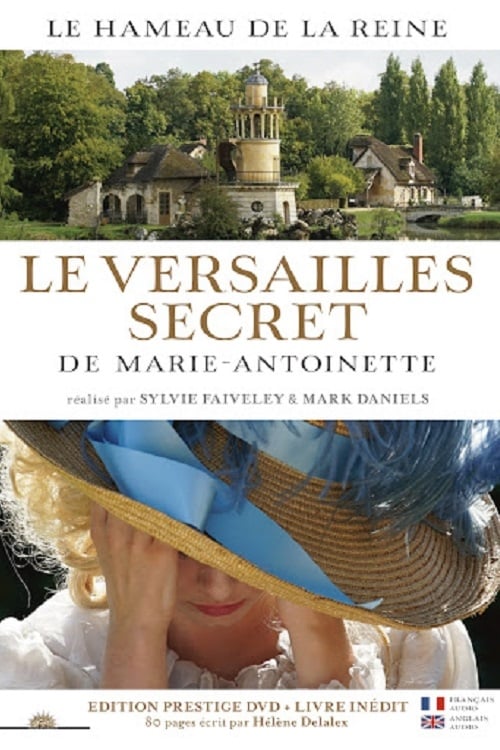 LE HAMEAU DE LA REINE
LE VERSAILLES
SECRET
DE MARIE-ANTOINETTE
réalisé par SYLVIE FAIVELEY & MARK DANIELS
EDITION PRESTIGE DVD + LIVRE INÉDIT
80 pages écrit par Hélène Delalex
FRANÇAIS
AUDIO
ANGLAIS
AUDIO